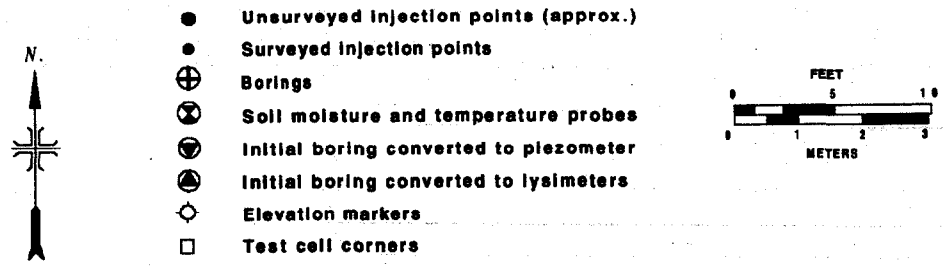 N.
Unsurveyed injection points (approx.)
Surveyed injection points
Borings
Soil moisture and temperature probes
Initial boring converted to piezometer
Initial boring converted to lysimeters
Elevation markers
Test cell corners
FEET
0 5 10
0 1 2 3
METERS